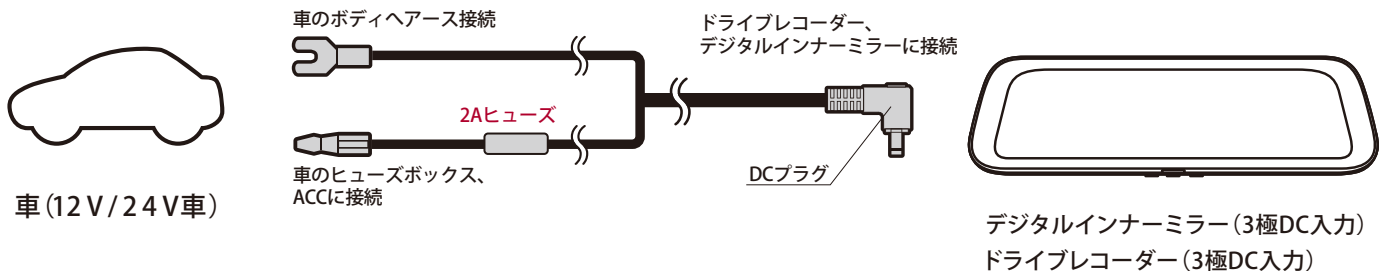 車のボディへアース接続
ドライブレコーダー、
デジタルインナーミラーに接続
2Aヒューズ
車のヒューズボックス、
ACCに接続
DCプラグ
車(12V/24V車)
デジタルインナーミラー(3極DC入力)
ドライブレコーダー(3極DC入力)